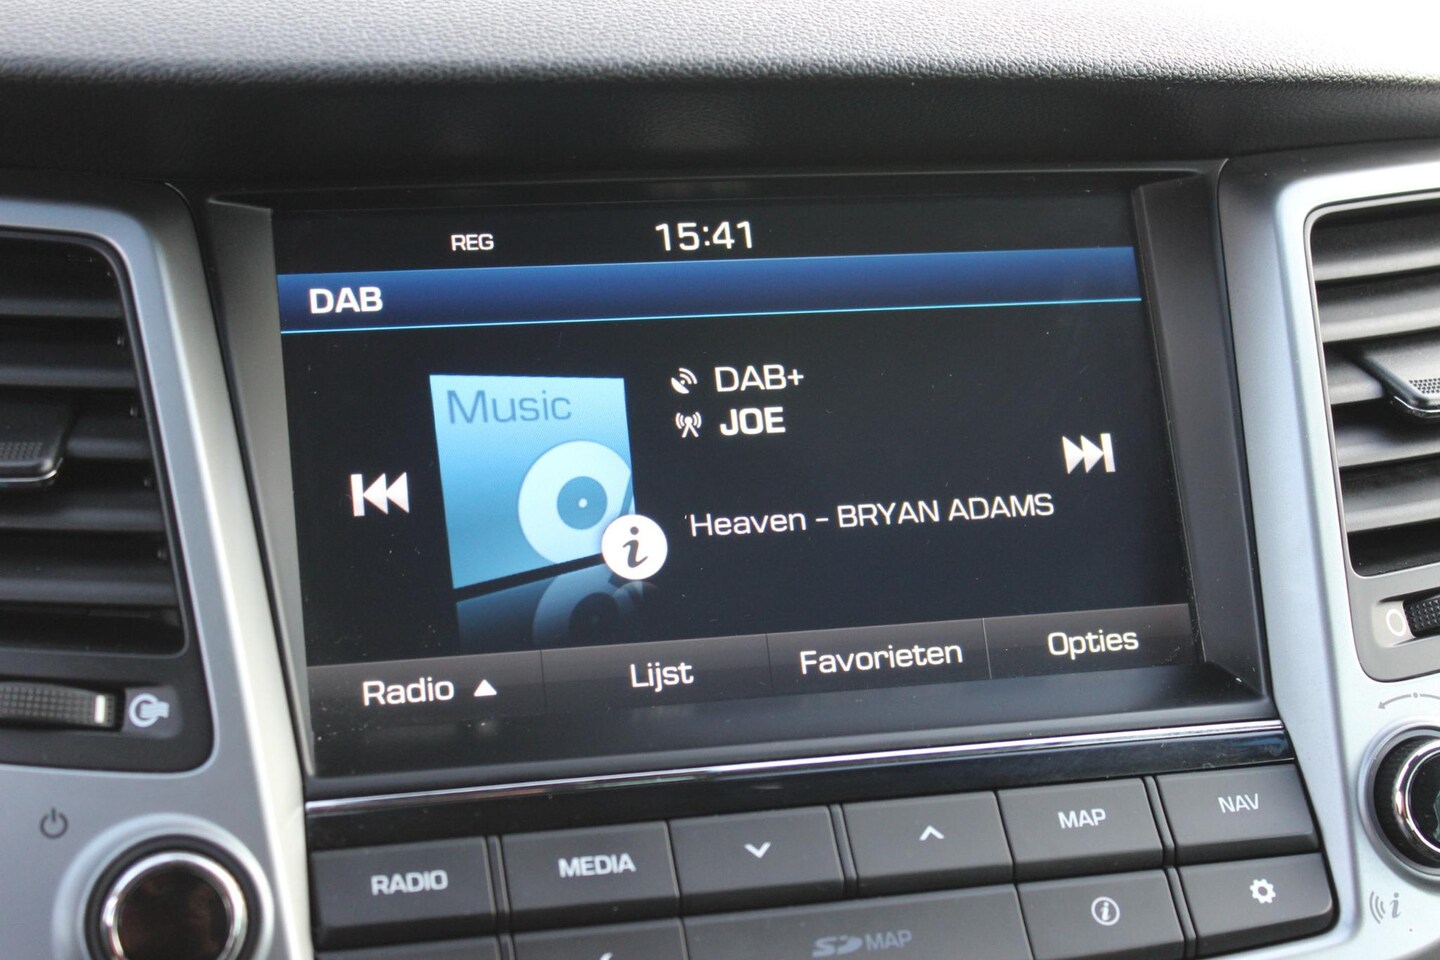 REG 15:41
DAB
Music
DAB+
JOE
'Heaven - BRYAN ADAMS
Radio Lijst Favorieten Opties
RADIO MEDIA MAP NAV
SD MAP